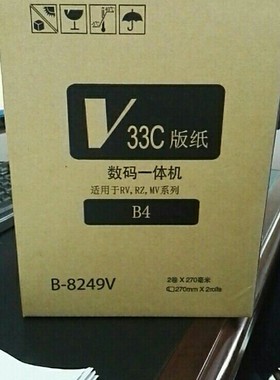 V 33C 版纸
数码一体机
适用于RV,RZ,MV系列
B4
B-8249V
2卷 X 270毫米
270mm X 2rolls